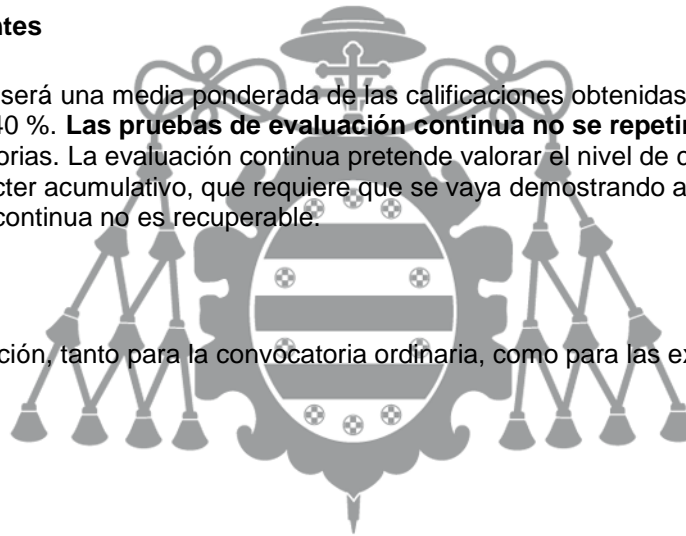 ntes
será una media ponderada de las calificaciones obtenidas
40 %. Las pruebas de evaluación continua no se repetir
orias. La evaluación continua pretende valorar el nivel de c
cter acumulativo, que requiere que se vaya demostrando a
continua no es recuperable.
ción, tanto para la convocatoria ordinaria, como para las ex